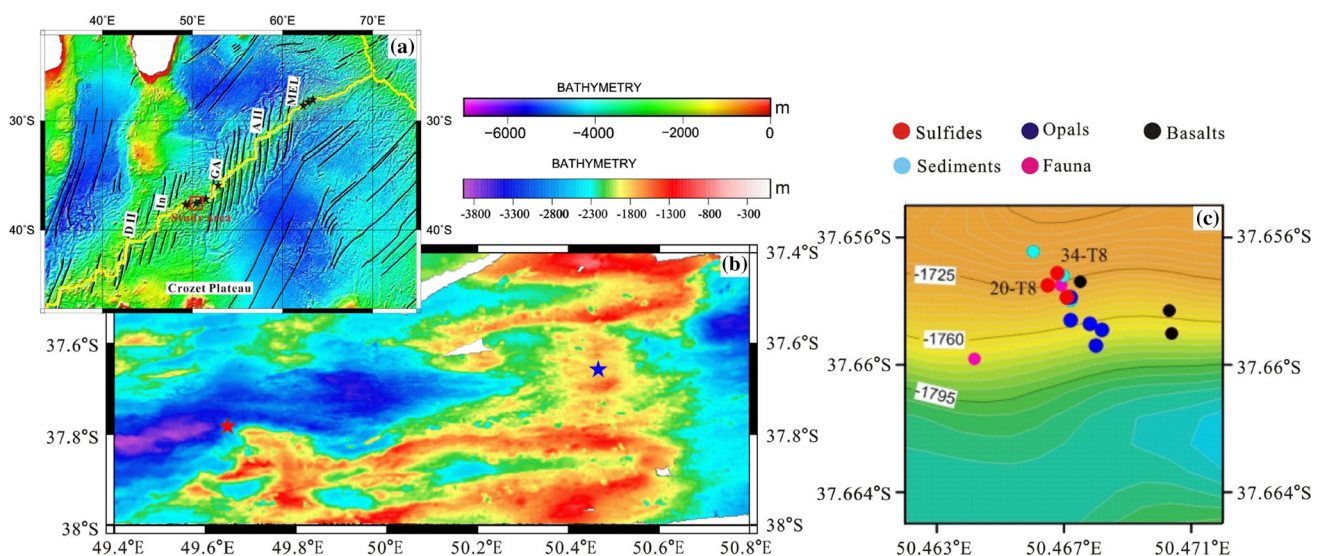 40°E 50°E 60°E 70°E
(a)
30°S
40°S
MEL
A II
GA
In
D II
Study area
Crozet Plateau
BATHYMETRY
m
−6000 −4000 −2000 0
BATHYMETRY
m
-3800 -3300 -2800 -2300 -1800 -1300 -800 -300
(b)
37.4°S
37.6°S 37.6°S
37.8°S 37.8°S
38°S 38°S
49.4°E 49.6°E 49.8°E 50°E 50.2°E 50.4°E 50.6°E 50.8°E
Sulfides Opals Basalts
Sediments Fauna
(c)
37.656°S 37.656°S
34-T8
-1725
20-T8
-1760
37.66°S 37.66°S
-1795
37.664°S 37.664°S
50.463°E 50.467°E 50.471°E